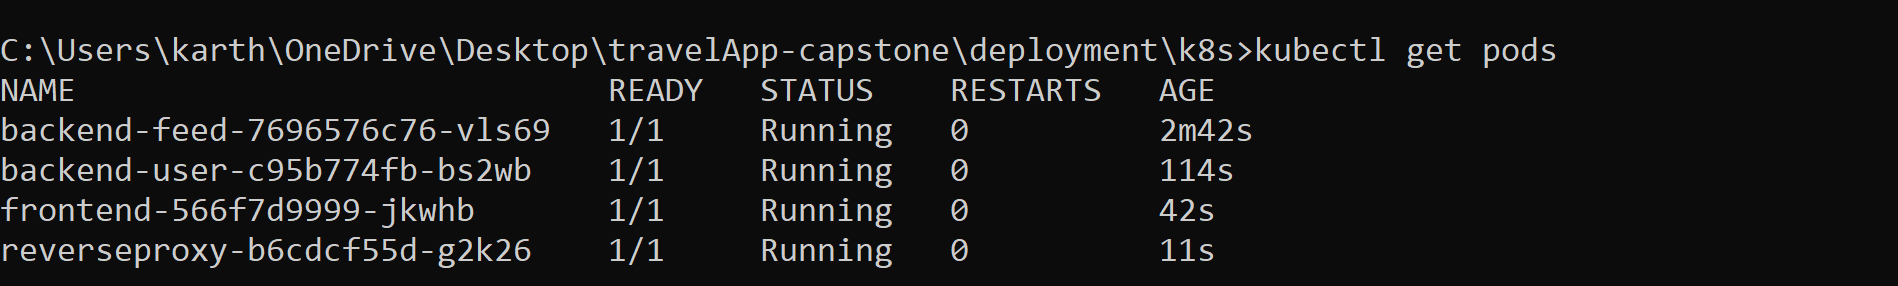 C:\Users\karth\OneDrive\Desktop\travelApp-capstone\deployment\k8s>kubectl get pods
NAME READY STATUS RESTARTS AGE
backend-feed-7696576c76-vls69 1/1 Running 0 2m42s
backend-user-c95b774fb-bs2wb 1/1 Running 0 114s
frontend-566f7d9999-jkwhb 1/1 Running 0 42s
reverseproxy-b6cdcf55d-g2k26 1/1 Running 0 11s